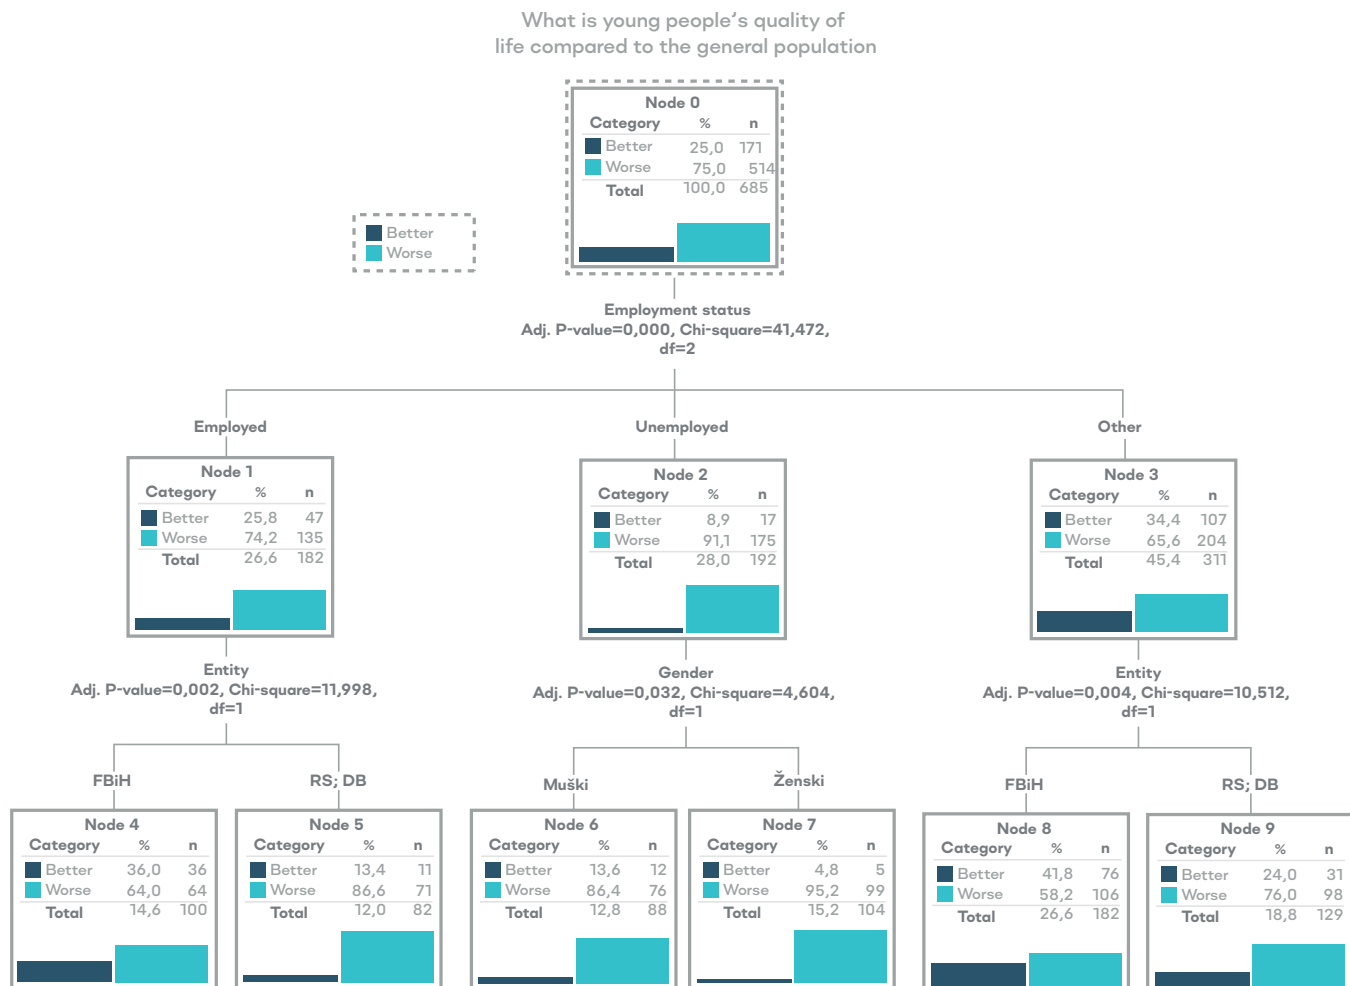 What is young people’s quality of
life compared to the general population
Node 0
Category % n
Better 25,0 171
Worse 75,0 514
Total 100,0 685
Better
Worse
Employment status
Adj. P-value=0,000, Chi-square=41,472,
df=2
Employed
Unemployed
Other
Node 1
Category % n
Better 25,8 47
Worse 74,2 135
Total 26,6 182
Node 2
Category % n
Better 8,9 17
Worse 91,1 175
Total 28,0 192
Node 3
Category % n
Better 34,4 107
Worse 65,6 204
Total 45,4 311
Entity
Adj. P-value=0,002, Chi-square=11,998,
df=1
Gender
Adj. P-value=0,032, Chi-square=4,604,
df=1
Entity
Adj. P-value=0,004, Chi-square=10,512,
df=1
FBiH
RS; DB
Muški
Ženski
FBiH
RS; DB
Node 4
Category % n
Better 36,0 36
Worse 64,0 64
Total 14,6 100
Node 5
Category % n
Better 13,4 11
Worse 86,6 71
Total 12,0 82
Node 6
Category % n
Better 13,6 12
Worse 86,4 76
Total 12,8 88
Node 7
Category % n
Better 4,8 5
Worse 95,2 99
Total 15,2 104
Node 8
Category % n
Better 41,8 76
Worse 58,2 106
Total 26,6 182
Node 9
Category % n
Better 24,0 31
Worse 76,0 98
Total 18,8 129